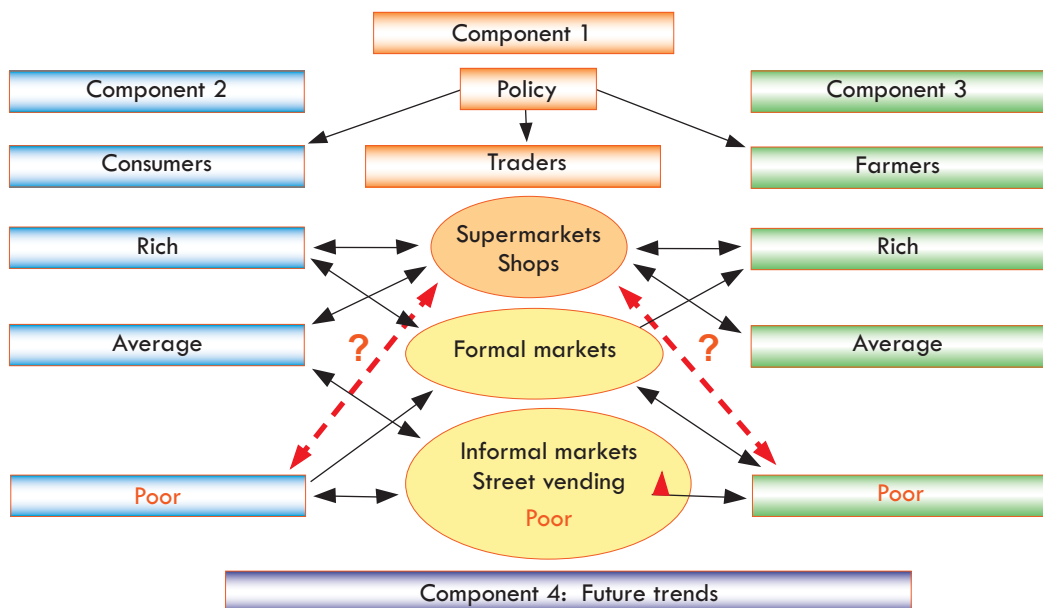 Component 1
Component 2
Policy
Component 3
Consumers
Traders
Farmers
Rich
Supermarkets
Shops
Rich
Average
?
Formal markets
?
Average
Informal markets
Street vending
Poor
Poor
Poor
Component 4: Future trends